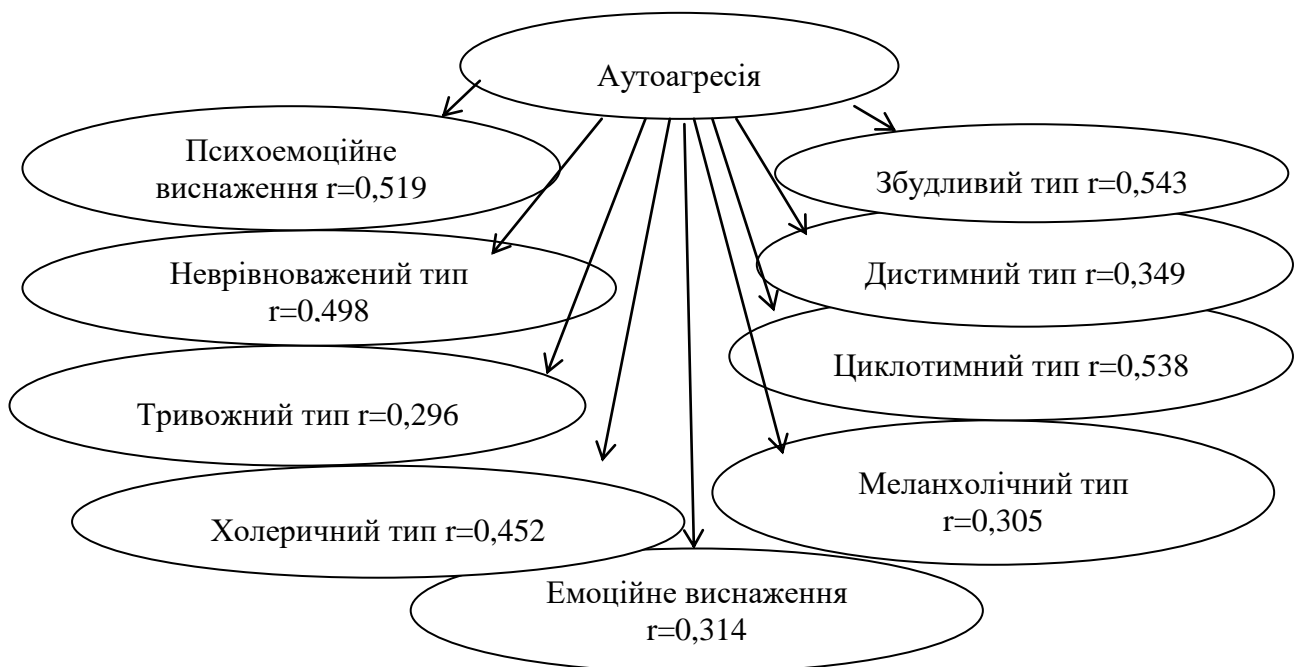 Аутоагресія
Психоемоційне
виснаження r=0,519
Збудливий тип r=0,543
Неврівноважений тип
r=0,498
Дистимний тип r=0,349
Тривожний тип r=0,296
Циклотимний тип r=0,538
Холеричний тип r=0,452
Меланхолічний тип
r=0,305
Емоційне виснаження
r=0,314